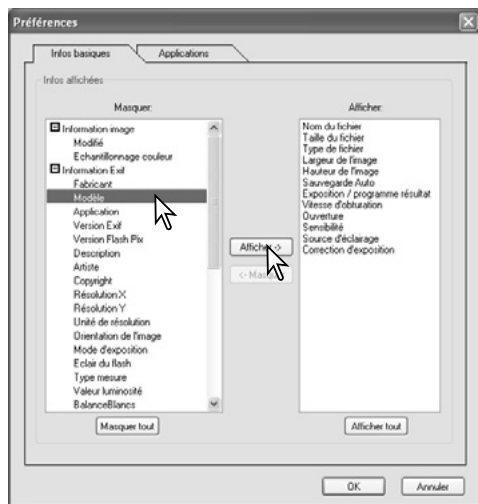 Préférences
Infos basiques
Applications
Infos affichées
Masquer:
Information image
Modifié
Echantillonnage couleur
Information Exif
Fabricant
Modèle
Application
Version Exif
Version Flash Pix
Description
Artiste
Copyright
Résolution X
Résolution Y
Unité de résolution
Orientation de l'image
Mode d'exposition
Eclair du flash
Type mesure
Valeur luminosité
BalanceBlancs
Masquer tout
Afficher ->
<- Mas
Afficher:
Nom du fichier
Taille du fichier
Type de fichier
Largeur de l'image
Hauteur de l'image
Sauvegarde Auto
Exposition / programme résultat
Vitesse d'obturation
Ouverture
Sensibilité
Source d'éclairage
Correction d'exposition
Afficher tout
OK
Annuler